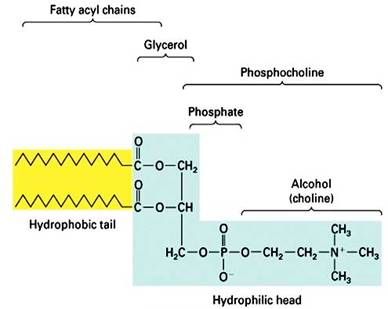 Fatty acyl chains
Glycerol
Phosphocholine
Phosphate
O
C—O—CH₂
O
Alcohol
(choline)
C—O—CH
Hydrophobic tail
O
CH₃
H₂C—O—P—O—CH₂—CH₂—N⁺—CH₃
O⁻
CH₃
Hydrophilic head